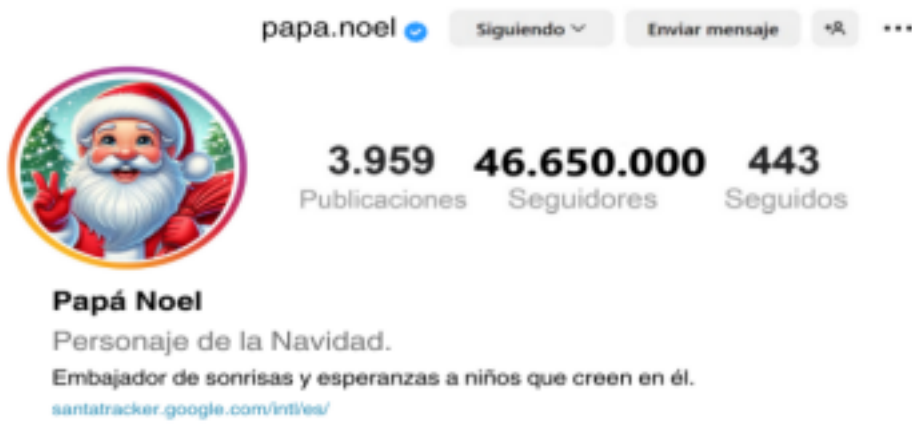 papa.noel Siguiendo Enviar mensaje
3.959 46.650.000 443
Publicaciones Seguidores Seguidos
Papá Noel
Personaje de la Navidad.
Embajador de sonrisas y esperanzas a niños que creen en él.
santatracker.google.com/intl/es/